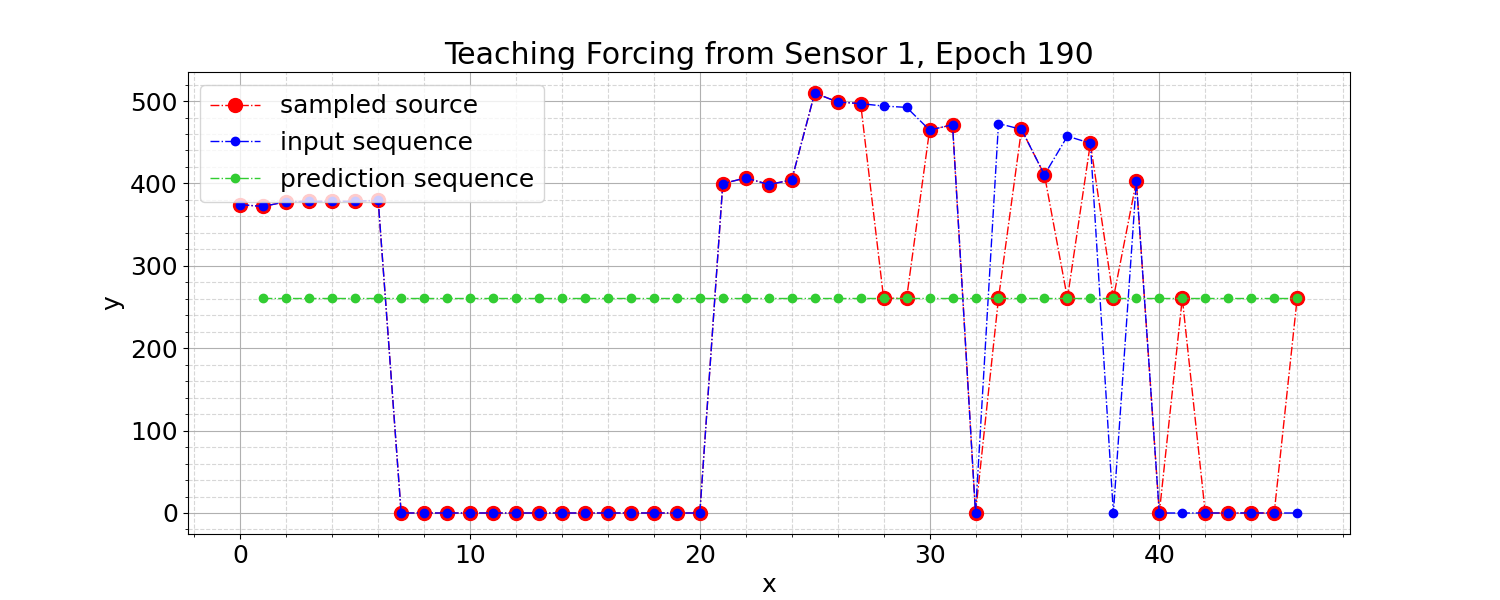 Teaching Forcing from Sensor 1, Epoch 190
sampled source
input sequence
prediction sequence
500
400
300
200
100
0
y
0 10 20 30 40
x